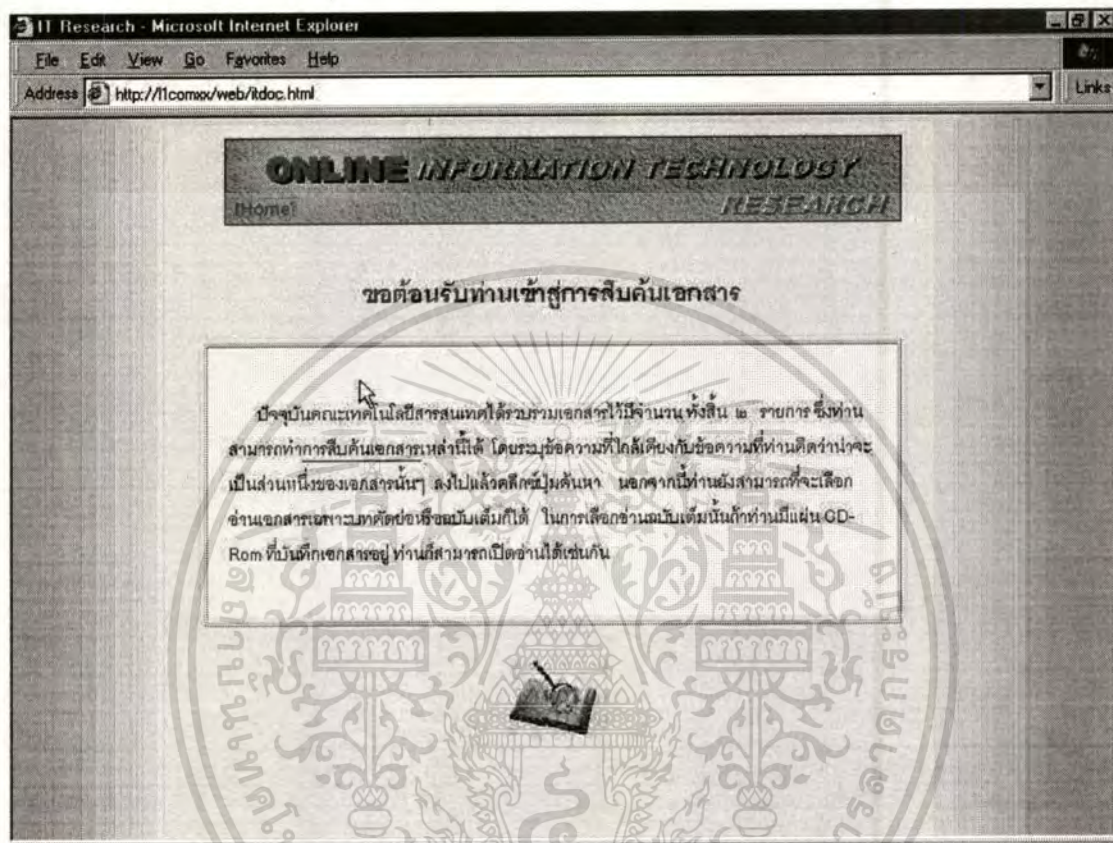 IT Research - Microsoft Internet Explorer
File Edit View Go Favorites Help
Address http://l1comxx/web/itdoc.html Links
ONLINE INFORMATION TECHNOLOGY
[Home] RESEARCH
ขอต้อนรับท่านเข้าสู่การสืบค้นเอกสาร
ปัจจุบันคณะเทคโนโลยีสารสนเทศได้รวบรวมเอกสารไว้มีจำนวน ทั้งสิ้น ๒ รายการ ซึ่งท่าน
สามารถทำการสืบค้นเอกสารเหล่านี้ได้ โดยระบุข้อความที่ใกล้เคียงกับข้อความที่ท่านคิดว่าน่าจะ
เป็นส่วนหนึ่งของเอกสารนั้นๆ ลงไปแล้วคลิกซ์ปุ่มค้นหา นอกจากนี้ท่านยังสามารถที่จะเลือก
อ่านเอกสารเฉพาะบทคัดย่อหรือฉบับเต็มก็ได้ ในการเลือกอ่านฉบับเต็มนั้นถ้าท่านมีแผ่น CD-
Rom ที่บันทึกเอกสารอยู่ ท่านก็สามารถเปิดอ่านได้เช่นกัน